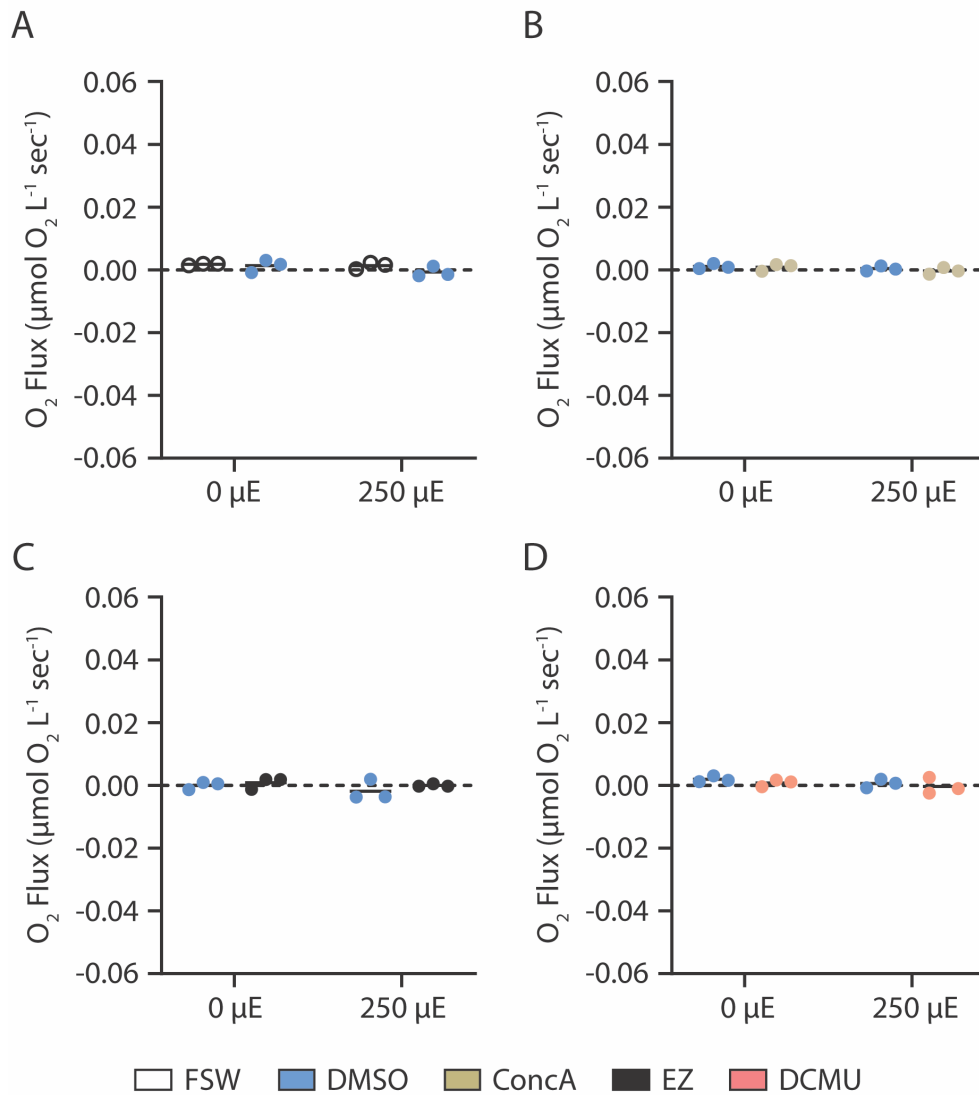 A
B
O₂ Flux (µmol O₂ L⁻¹ sec⁻¹)
0.06
0.04
0.02
0.00
-0.02
-0.04
-0.06
0 µE
250 µE
O₂ Flux (µmol O₂ L⁻¹ sec⁻¹)
0.06
0.04
0.02
0.00
-0.02
-0.04
-0.06
0 µE
250 µE
C
D
O₂ Flux (µmol O₂ L⁻¹ sec⁻¹)
0.06
0.04
0.02
0.00
-0.02
-0.04
-0.06
0 µE
250 µE
O₂ Flux (µmol O₂ L⁻¹ sec⁻¹)
0.06
0.04
0.02
0.00
-0.02
-0.04
-0.06
0 µE
250 µE
FSW DMSO ConcA EZ DCMU